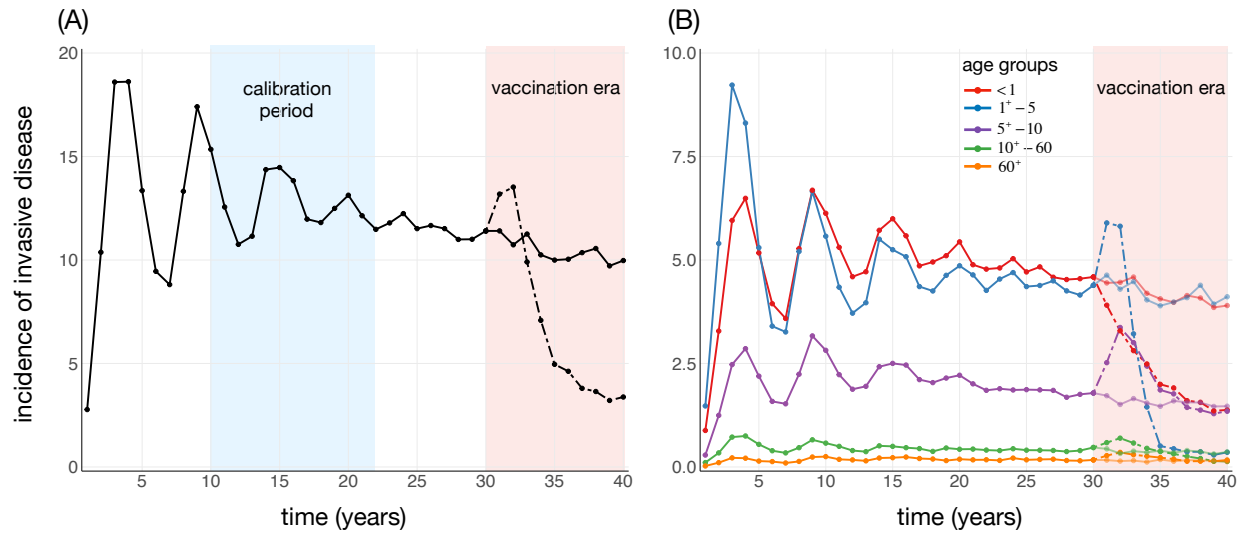 (A)
incidence of invasive disease
20
15
10
5
0
calibration
period
vaccination era
5
10
15
20
25
30
35
40
time (years)
(B)
10.0
7.5
5.0
2.5
0.0
age groups
<1
1⁺ – 5
5⁺ – 10
10⁺ – 60
60⁺
vaccination era
5
10
15
20
25
30
35
40
time (years)